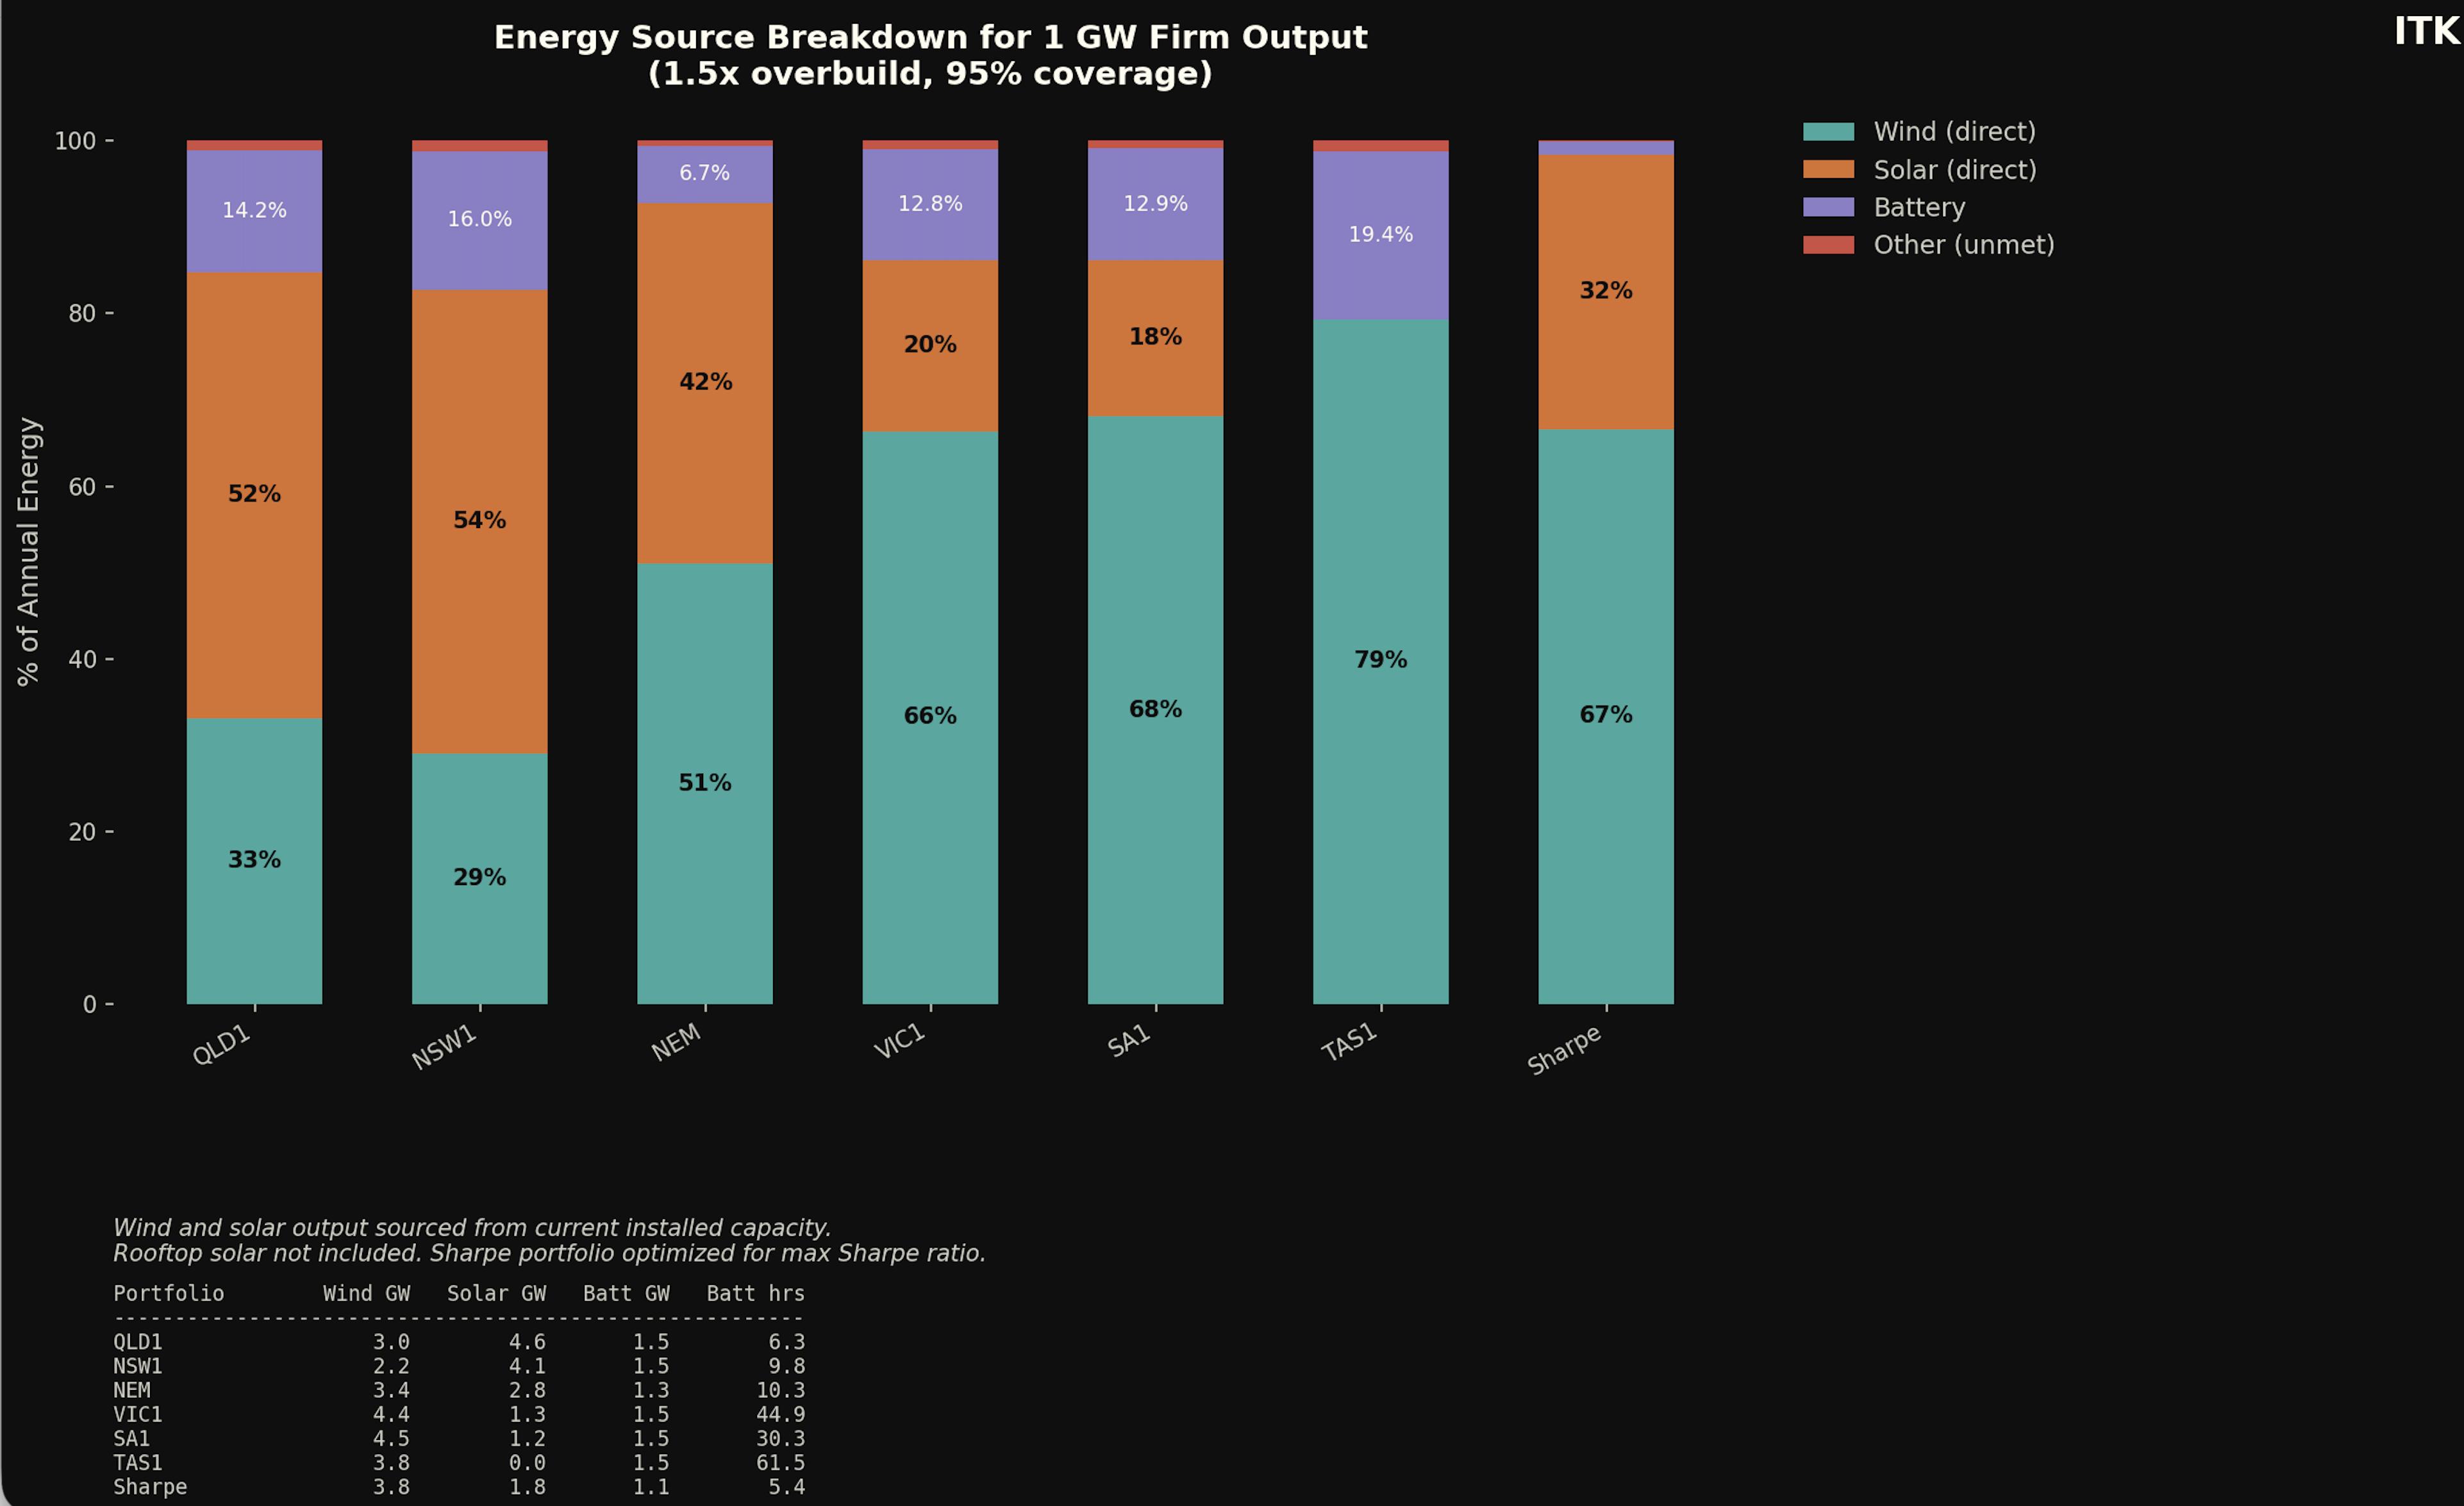 Energy Source Breakdown for 1 GW Firm Output
(1.5x overbuild, 95% coverage)
ITK
Wind (direct)
Solar (direct)
Battery
Other (unmet)
% of Annual Energy
100
80
60
40
20
0
14.2%
52%
33%
16.0%
54%
29%
6.7%
42%
51%
12.8%
20%
66%
12.9%
18%
68%
19.4%
79%
32%
67%
QLD1
NSW1
NEM
VIC1
SA1
TAS1
Sharpe
Wind and solar output sourced from current installed capacity.
Rooftop solar not included. Sharpe portfolio optimized for max Sharpe ratio.
Portfolio Wind GW Solar GW Batt GW Batt hrs
--------------------------------------------------------
QLD1 3.0 4.6 1.5 6.3
NSW1 2.2 4.1 1.5 9.8
NEM 3.4 2.8 1.3 10.3
VIC1 4.4 1.3 1.5 44.9
SA1 4.5 1.2 1.5 30.3
TAS1 3.8 0.0 1.5 61.5
Sharpe 3.8 1.8 1.1 5.4